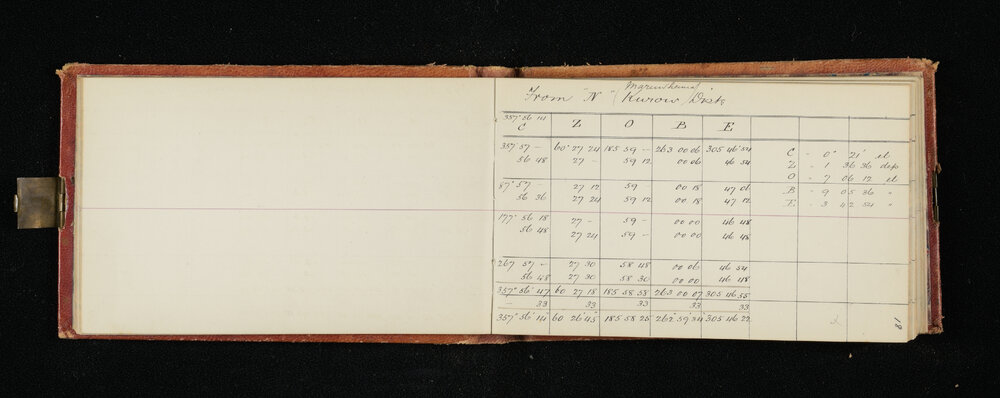 Maruwhenua
From "N" (Kurow) Dist
357° 56 14
C Z O B E
357 57 - 60° 27 24 185 59 - 263 00 06 305 46 54 C - 0° 21' el
56 48 27 - 59 12 00 06 46 54 Z - 1 36 36 dep
O - 7 06 12 el
87° 57 - 27 12 59 - 00 18 47 06 B - 9 05 36 "
56 36 27 24 59 12 00 18 47 12 E - 3 42 54 "
177° 56 18 27 - 59 - 00 00 46 48
56 48 27 24 59 - 00 00 46 48
267 57 - 27 30 58 48 00 06 46 54
56 48 27 30 58 30 00 00 46 48
357° 56' 47 60 27 18 185 58 58 263 00 07 305 46 55
- 33 33 33 33 33
357° 56' 14" 60 26' 45" 185 58 25 262° 59' 34 305 46' 22
18